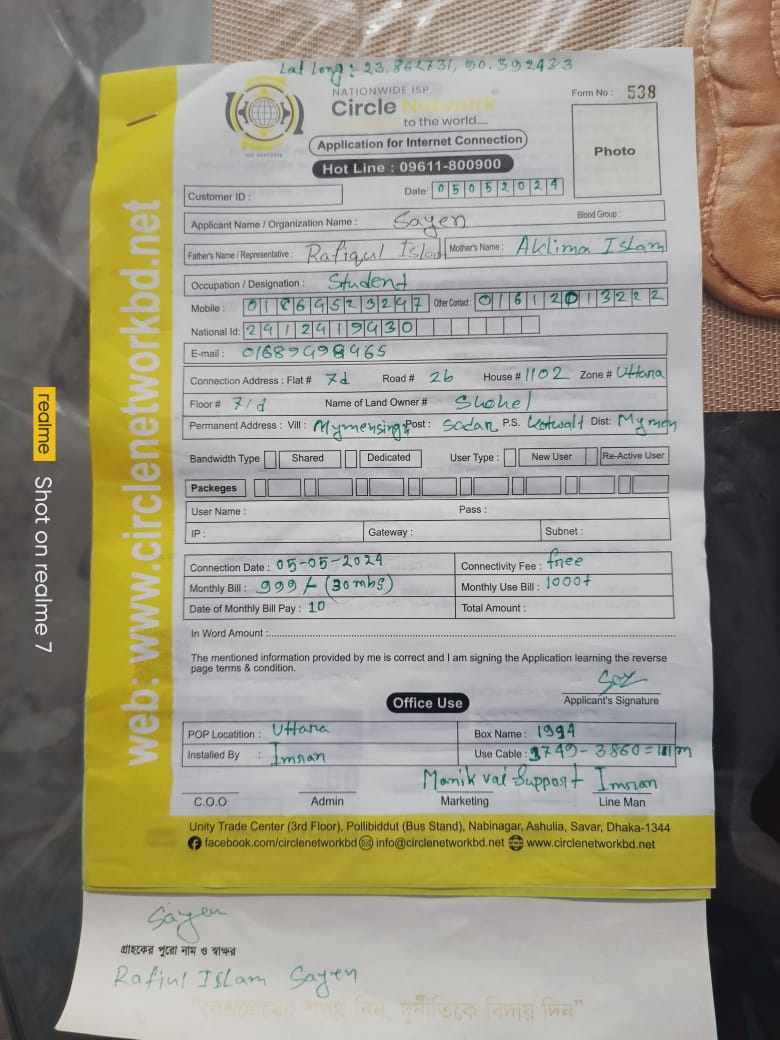 Lat Long : 23.862731, 90.392433
NATIONWIDE ISP
Circle Network
to the world....
Form No : 538
Application for Internet Connection
Hot Line : 09611-800900
Photo
Customer ID :
Date: 05052024
Applicant Name / Organization Name : Sayen Blood Group :
Father's Name / Representative : Rafiqul Islam Mother's Name : Aklima Islam
Occupation / Designation : Student
Mobile : 01869523297 Other Contact : 01612013222
National Id: 2412419430
E-mail : 01689498465
Connection Address : Flat # 7d Road # 2b House # 1102 Zone # Uttara
Floor # 7/d Name of Land Owner # Shohel
Permanent Address : Vill : Mymensingh Post : Sadar P.S. Kotwali Dist: Mymen
Bandwidth Type Shared Dedicated User Type : New User Re-Active User
Packeges
User Name : Pass :
IP : Gateway : Subnet :
Connection Date : 05-05-2024 Connectivity Fee : free
Monthly Bill : 999/- (30mbs) Monthly Use Bill : 1000+
Date of Monthly Bill Pay : 10 Total Amount :
In Word Amount :
The mentioned information provided by me is correct and I am signing the Application learning the reverse
page terms & condition.
Applicant's Signature
Office Use
POP Locatition : Uttara Box Name : 1994
Installed By : Imran Use Cable : 3749 - 3860 = 111m
Manik vai Support Imran
C.O.O Admin Marketing Line Man
Unity Trade Center (3rd Floor), Pollibiddut (Bus Stand), Nabinagar, Ashulia, Savar, Dhaka-1344
facebook.com/circlenetworkbd info@circlenetworkbd.net www.circlenetworkbd.net
web: www.circlenetworkbd.net
Sayen
গ্রাহকের পুরো নাম ও স্বাক্ষর
Rafiul Islam Sayen
"দেশপ্রেমের শপথ নিন, দুর্নীতিকে বিদায় দিন"
realme Shot on realme 7